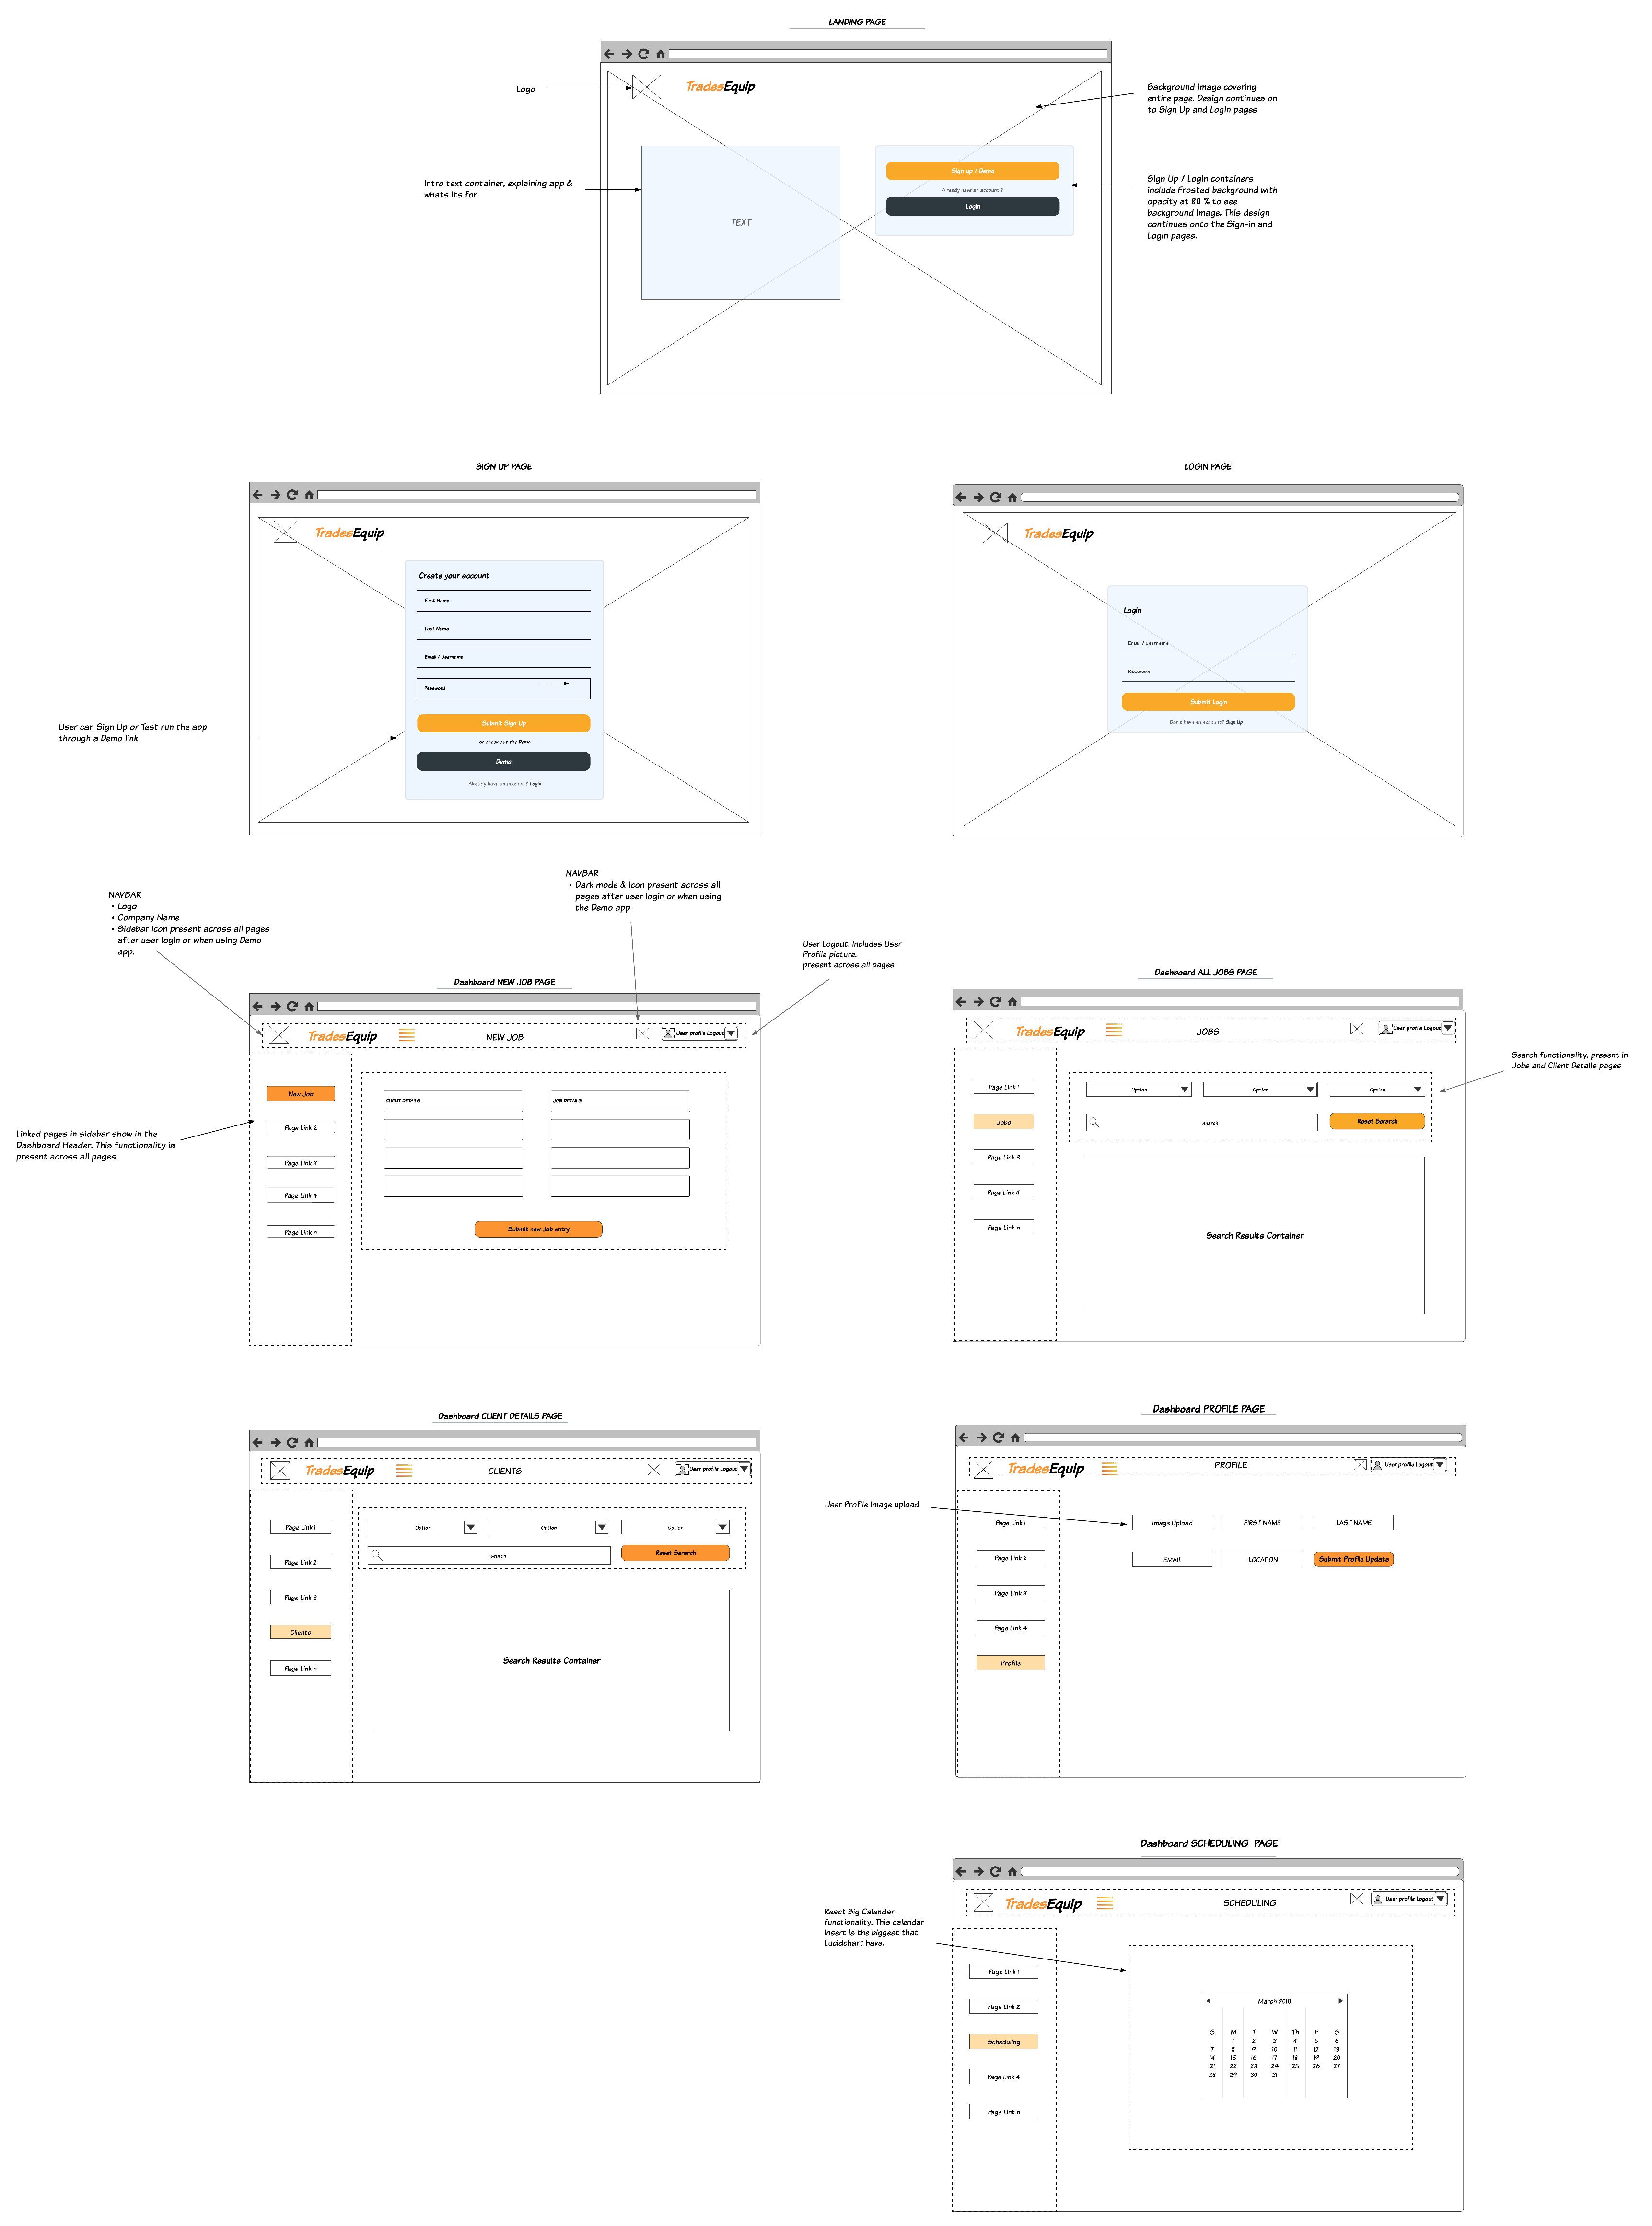 LANDING PAGE
Logo
TradesEquip
Background image covering
entire page. Design continues on
to Sign Up and Login pages
Intro text container, explaining app &
whats its for
TEXT
Sign up / Demo
Already have an account ?
Login
Sign Up / Login containers
include Frosted background with
opacity at 80 % to see
background image. This design
continues onto the Sign-in and
Login pages.
SIGN UP PAGE
TradesEquip
Create your account
First Name
Last Name
Email / Username
Password
Submit Sign Up
or check out the Demo
Demo
Already have an account? Login
User can Sign Up or Test run the app
through a Demo link
LOGIN PAGE
TradesEquip
Login
Email / username
Password
Submit Login
Don't have an account? Sign Up
NAVBAR
• Logo
• Company Name
• Sidebar icon present across all pages
after user login or when using Demo
app.
NAVBAR
• Dark mode & icon present across all
pages after user login or when using
the Demo app
User Logout. Includes User
Profile picture.
present across all pages
Dashboard NEW JOB PAGE
TradesEquip
NEW JOB
User profile Logout
New Job
Page Link 2
Page Link 3
Page Link 4
Page Link n
CLIENT DETAILS
JOB DETAILS
Submit new Job entry
Linked pages in sidebar show in the
Dashboard Header. This functionality is
present across all pages
Dashboard ALL JOBS PAGE
TradesEquip
JOBS
User profile Logout
Page Link 1
Jobs
Page Link 3
Page Link 4
Page Link n
Option
Option
Option
search
Reset Serarch
Search Results Container
Search functionality, present in
Jobs and Client Details pages
Dashboard CLIENT DETAILS PAGE
TradesEquip
CLIENTS
User profile Logout
Page Link 1
Page Link 2
Page Link 3
Clients
Page Link n
Option
Option
Option
search
Reset Serarch
Search Results Container
Dashboard PROFILE PAGE
TradesEquip
PROFILE
User profile Logout
User Profile image upload
Page Link 1
Page Link 2
Page Link 3
Page Link 4
Profile
image Upload
FIRST NAME
LAST NAME
EMAIL
LOCATION
Submit Profile Update
Dashboard SCHEDULING PAGE
TradesEquip
SCHEDULING
User profile Logout
React Big Calendar
functionality. This calendar
insert is the biggest that
Lucidchart have.
Page Link 1
Page Link 2
Scheduling
Page Link 4
Page Link n
March 2010
S M T W Th F S
1 2 3 4 5 6
7 8 9 10 11 12 13
14 15 16 17 18 19 20
21 22 23 24 25 26 27
28 29 30 31